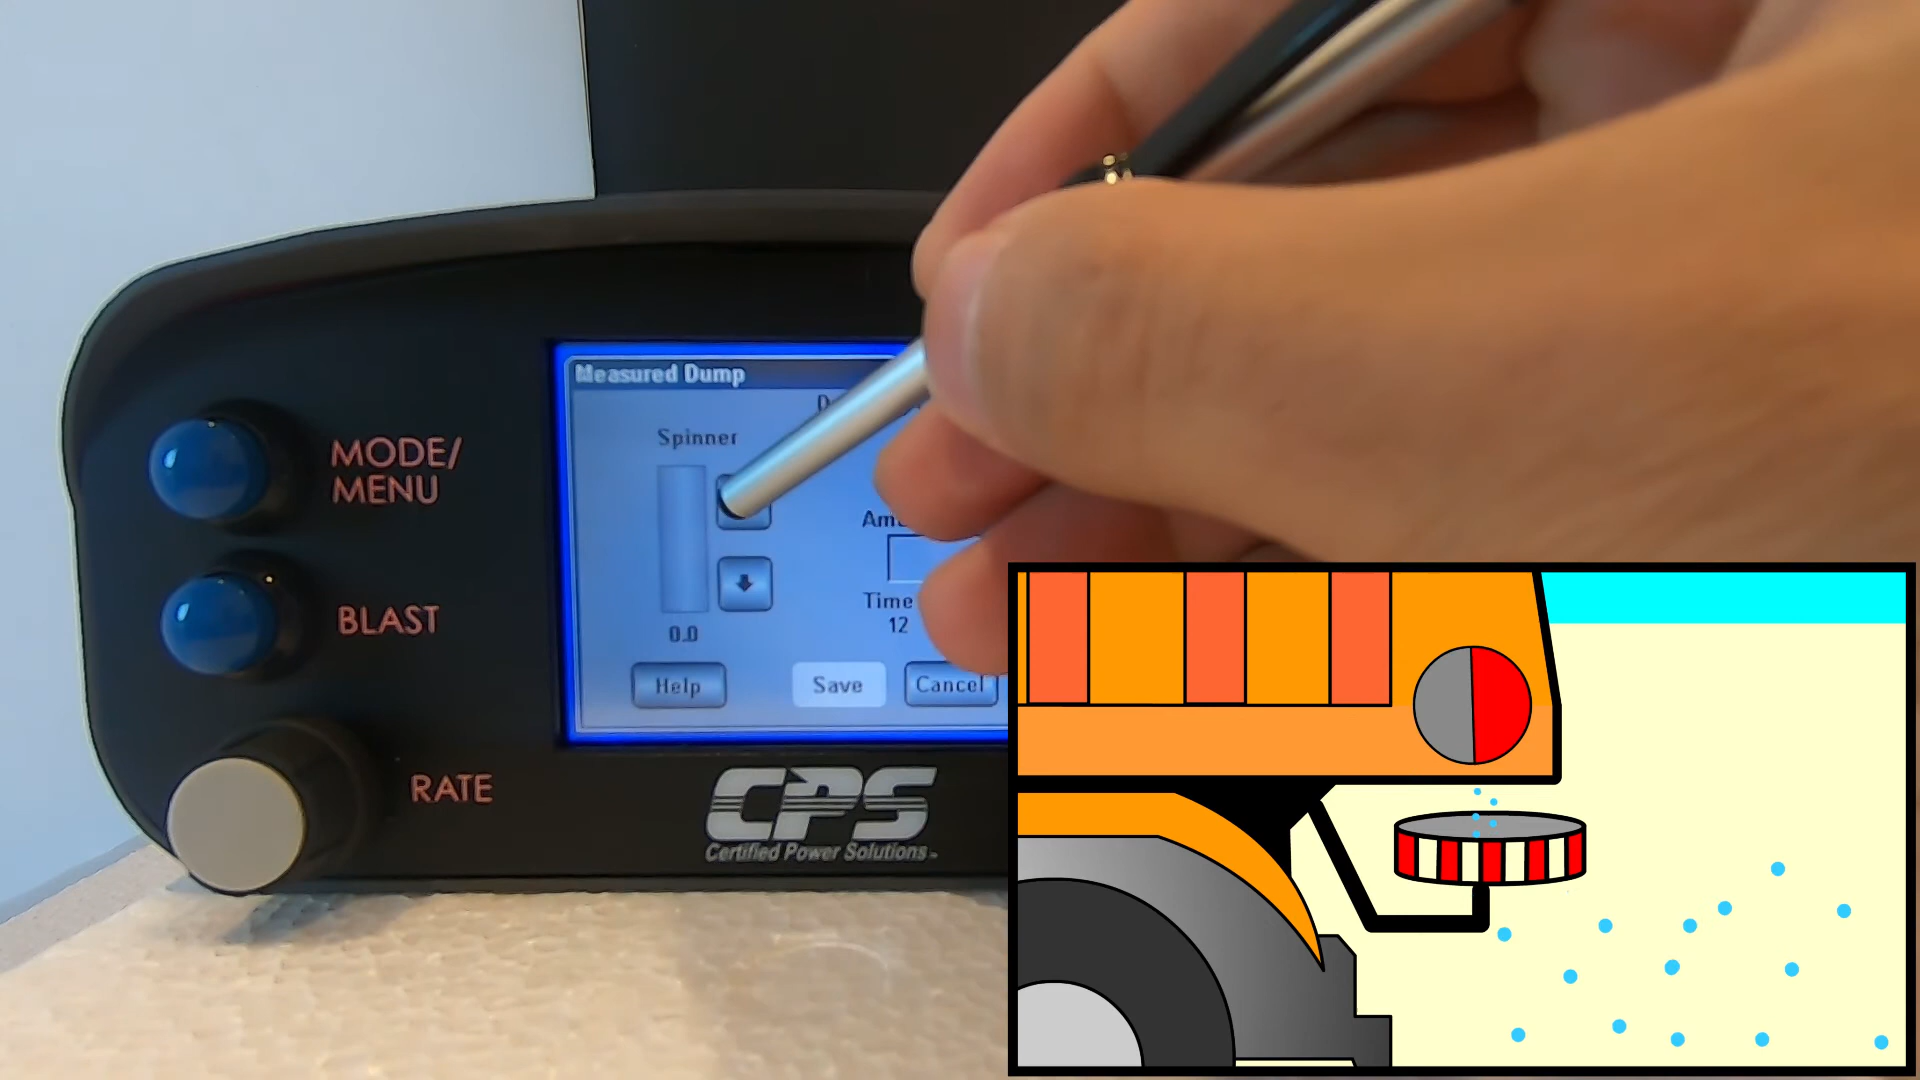 Measured Dump
Spinner
MODE/
MENU
Time
12
0.0
BLAST
Help
Save
Cancel
RATE
CPS
Certified Power Solutions